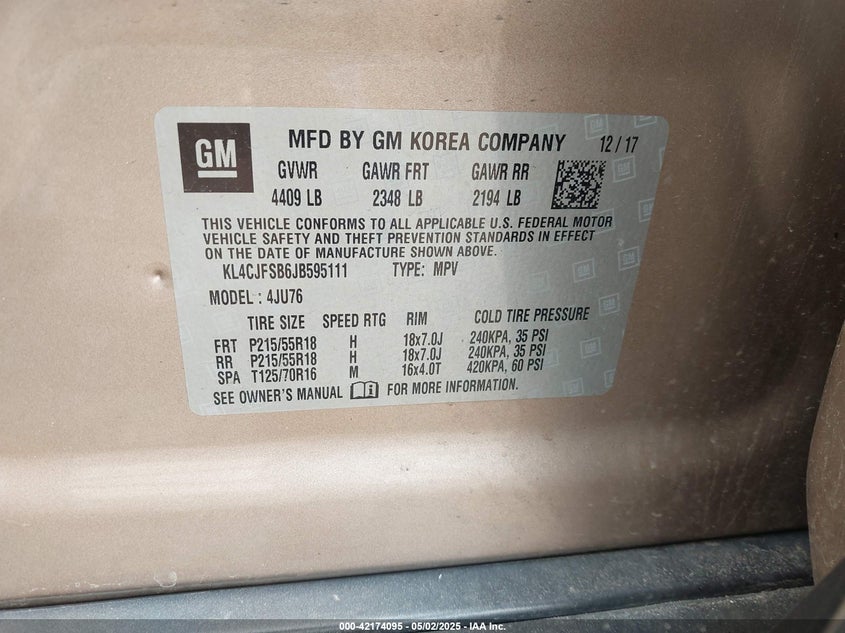 GM
MFD BY GM KOREA COMPANY 12 / 17
GVWR GAWR FRT GAWR RR
4409 LB 2348 LB 2194 LB
THIS VEHICLE CONFORMS TO ALL APPLICABLE U.S. FEDERAL MOTOR
VEHICLE SAFETY AND THEFT PREVENTION STANDARDS IN EFFECT
ON THE DATE OF MANUFACTURE SHOWN ABOVE.
KL4CJFSB6JB595111 TYPE: MPV
MODEL : 4JU76
TIRE SIZE SPEED RTG RIM COLD TIRE PRESSURE
FRT P215/55R18 H 18x7.0J 240KPA, 35 PSI
RR P215/55R18 H 18x7.0J 240KPA, 35 PSI
SPA T125/70R16 M 16x4.0T 420KPA, 60 PSI
SEE OWNER'S MANUAL FOR MORE INFORMATION.
000-42174095 - 05/02/2025 - IAA Inc.